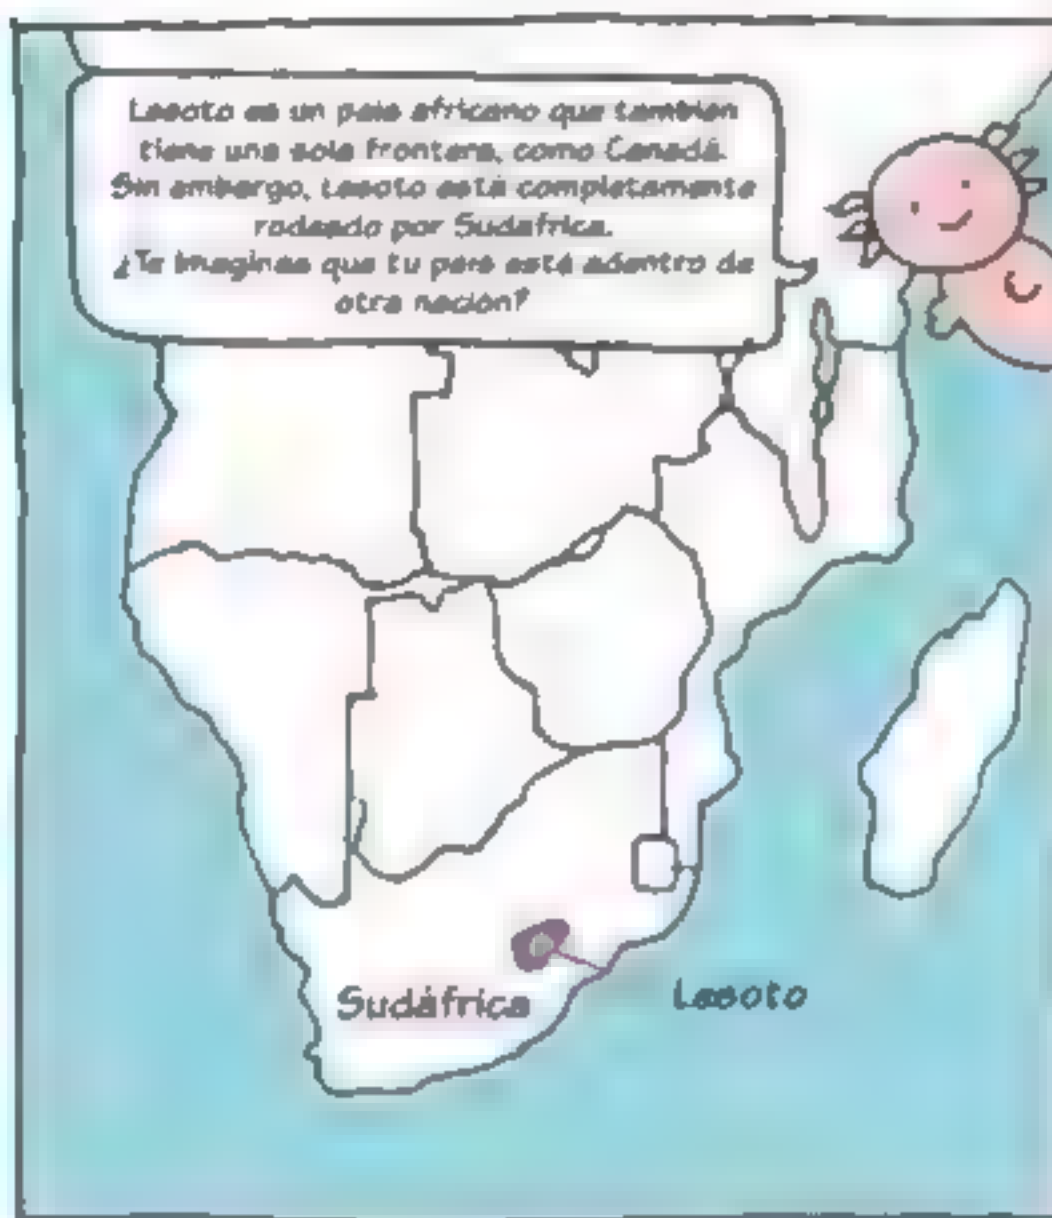 Lesoto es un país africano que también
tiene una sola frontera, como Canadá.
Sin embargo, Lesoto está completamente
rodeado por Sudáfrica.
¿Te imaginas que tu país está adentro de
otra nación?
Sudáfrica
Lesoto